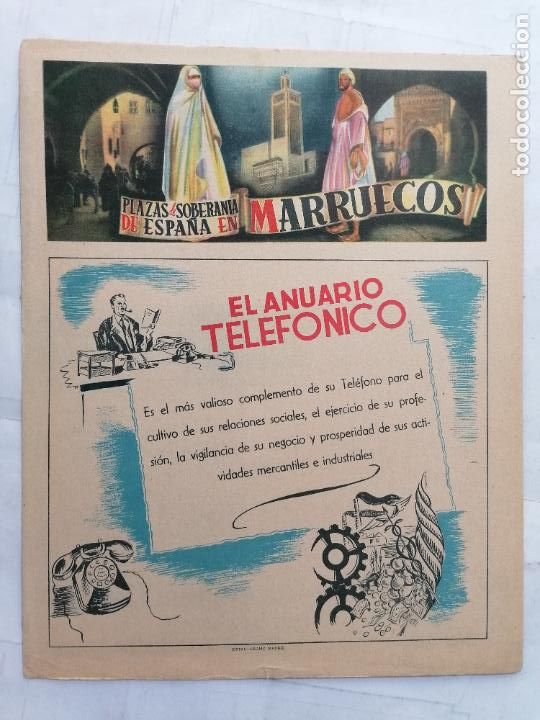 PLAZAS de SOBERANIA
DE ESPAÑA EN MARRUECOS
EL ANUARIO
TELEFONICO
Es el más valioso complemento de su Teléfono para el
cultivo de sus relaciones sociales, el ejercicio de su profe-
sión, la vigilancia de su negocio y prosperidad de sus acti-
vidades mercantiles e industriales
todocoleccion.net